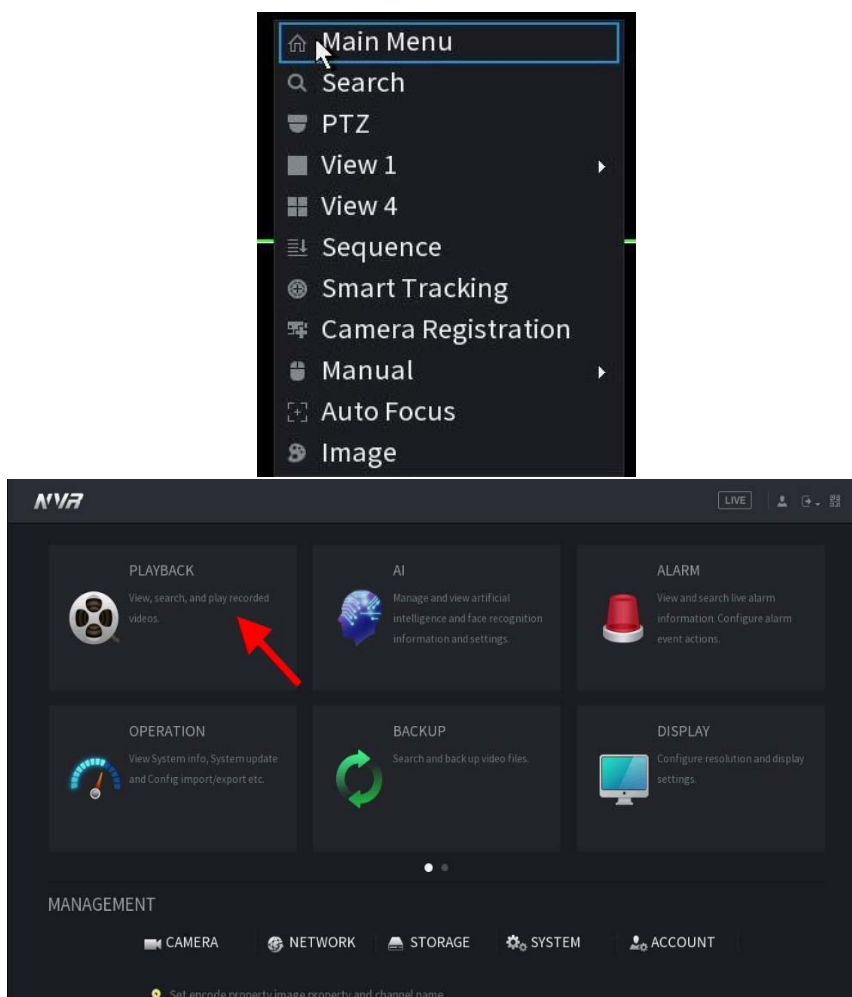 Main Menu
Search
PTZ
View 1
View 4
Sequence
Smart Tracking
Camera Registration
Manual
Auto Focus
Image
NVR
LIVE
PLAYBACK
View, search, and play recorded
videos.
AI
Manage and view artificial
intelligence and face recognition
information and settings.
ALARM
View and search live alarm
information. Configure alarm
event actions.
OPERATION
View System info, System update
and Config import/export etc.
BACKUP
Search and back up video files.
DISPLAY
Configure resolution and display
settings.
MANAGEMENT
CAMERA NETWORK STORAGE SYSTEM ACCOUNT
Set encode property image property and channel name